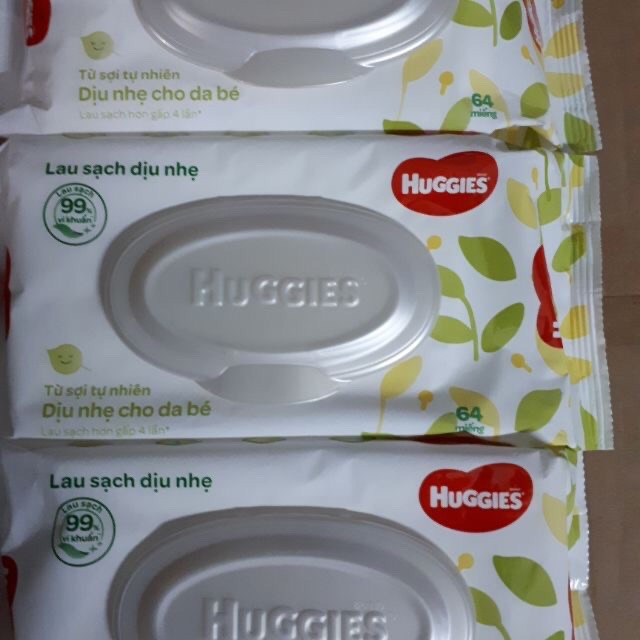 Từ sợi tự nhiên
Dịu nhẹ cho da bé
Lau sạch hơn gấp 4 lần*
64
miếng
Lau sạch dịu nhẹ
HUGGIES
Lau sạch
99%
vi khuẩn
HUGGIES
Từ sợi tự nhiên
Dịu nhẹ cho da bé
Lau sạch hơn gấp 4 lần*
64
miếng
Lau sạch dịu nhẹ
HUGGIES
Lau sạch
99%
vi khuẩn
HUGGIES